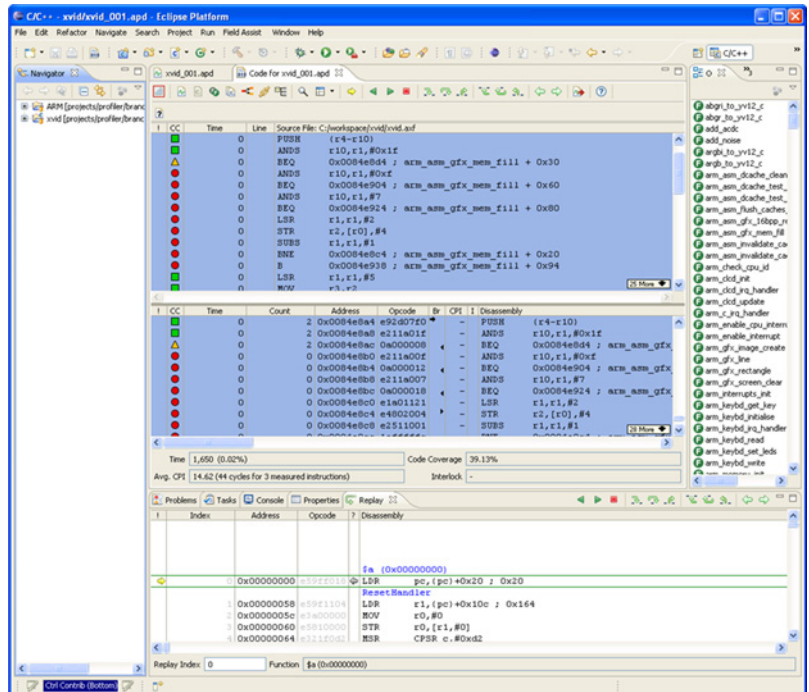 C/C++ - xvid/xvid_001.apd - Eclipse Platform
File Edit Refactor Navigate Search Project Run Field Assist Window Help
C/C++
Navigator
xvid_001.apd
Code for xvid_001.apd
ARM [projects/profiler/branc
xvid [projects/profiler/branc
! CC Time Line Source File: C:/workspace/xvid/xvid.axf
0 PUSH {r4-r10}
0 ANDS r10,r1,#0x1f
0 BEQ 0x0084e8d4 ; arm_asm_gfx_mem_fill + 0x30
0 ANDS r10,r1,#0xf
0 BEQ 0x0084e904 ; arm_asm_gfx_mem_fill + 0x60
0 ANDS r10,r1,#7
0 BEQ 0x0084e924 ; arm_asm_gfx_mem_fill + 0x80
0 LSR r1,r1,#2
0 STR r2,[r0],#4
0 SUBS r1,r1,#1
0 BNE 0x0084e8c4 ; arm_asm_gfx_mem_fill + 0x20
0 B 0x0084e938 ; arm_asm_gfx_mem_fill + 0x94
0 LSR r1,r1,#5
0 MOV r3,r2
25 More
! CC Time Count Address Opcode Br CPI I Disassembly
2 0x0084e8a4 e92d07f0 - PUSH {r4-r10}
2 0x0084e8a8 e211a01f - ANDS r10,r1,#0x1f
2 0x0084e8ac 0a000008 - BEQ 0x0084e8d4 ; arm_asm_gfx
0 0x0084e8b0 e211a00f - ANDS r10,r1,#0xf
0 0x0084e8b4 0a000012 - BEQ 0x0084e904 ; arm_asm_gfx
0 0x0084e8b8 e211a007 - ANDS r10,r1,#7
0 0x0084e8bc 0a000018 - BEQ 0x0084e924 ; arm_asm_gfx
0 0x0084e8c0 e1a01121 - LSR r1,r1,#2
0 0x0084e8c4 e4802004 - STR r2,[r0],#4
0 0x0084e8c8 e2511001 - SUBS r1,r1,#1
28 More
Time 1,650 (0.02%) Code Coverage 39.13%
Avg. CPI 14.62 (44 cycles for 3 measured instructions) Interlock -
abgri_to_yv12_c
abgr_to_yv12_c
add_acdc
add_noise
argbi_to_yv12_c
argb_to_yv12_c
arm_asm_dcache_clean
arm_asm_dcache_test_
arm_asm_dcache_test_
arm_asm_flush_caches_
arm_asm_gfx_16bpp_r
arm_asm_gfx_mem_fill
arm_asm_invalidate_ca
arm_asm_invalidate_ca
arm_check_cpu_id
arm_clcd_init
arm_clcd_irq_handler
arm_clcd_update
arm_c_irq_handler
arm_enable_cpu_intern
arm_enable_interrupt
arm_gfx_image_create
arm_gfx_line
arm_gfx_rectangle
arm_gfx_screen_clear
arm_interrupts_init
arm_keybd_get_key
arm_keybd_initialise
arm_keybd_irq_handler
arm_keybd_read
arm_keybd_set_leds
arm_keybd_write
Problems Tasks Console Properties Replay
! Index Address Opcode ? Disassembly
$a (0x00000000)
0 0x00000000 e59ff018 LDR pc,{pc}+0x20 ; 0x20
ResetHandler
1 0x00000058 e59f1104 LDR r1,{pc}+0x10c ; 0x164
2 0x0000005c e3a00000 MOV r0,#0
3 0x00000060 e5810000 STR r0,[r1,#0]
4 0x00000064 e321f0d2 MSR CPSR_c,#0xd2
Replay Index 0 Function $a (0x00000000)
Ctrl Contrib (Bottom)